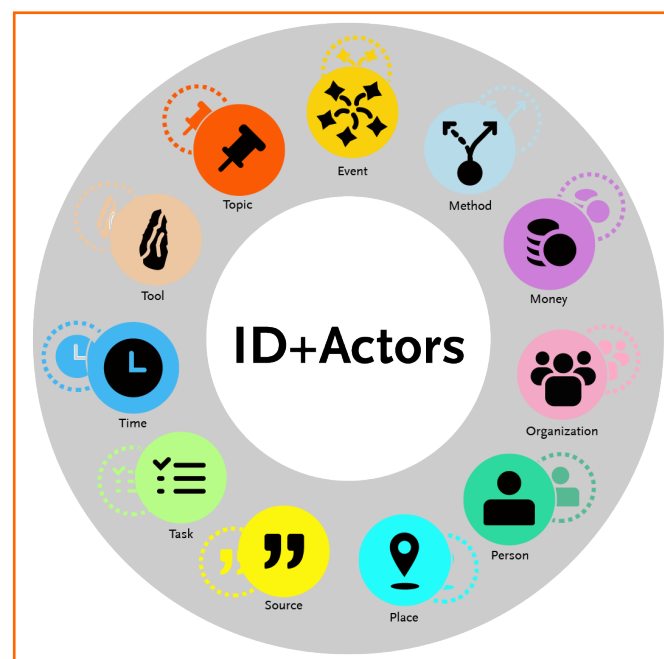 Event
Method
Money
Organization
Person
Place
Source
Task
Time
Tool
Topic
ID+Actors